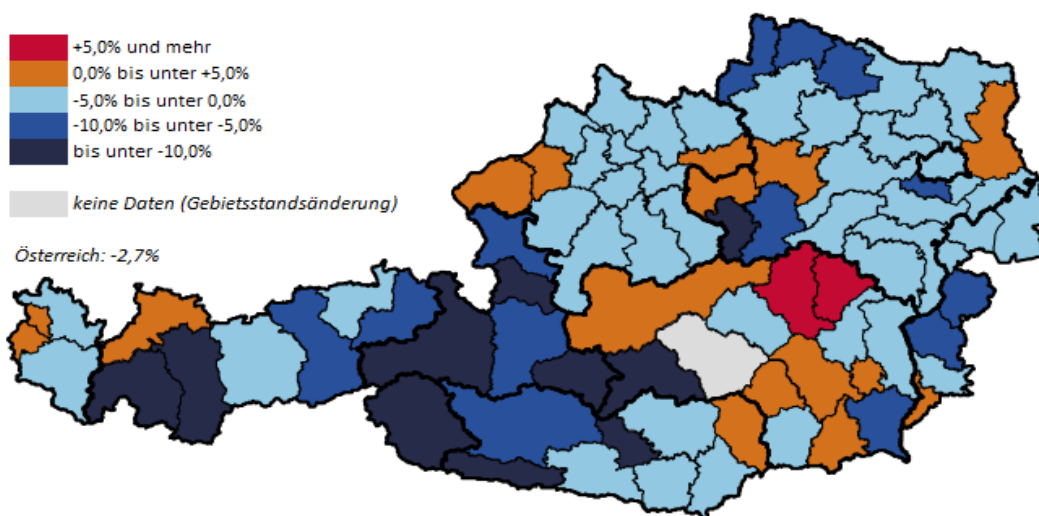 +5,0% und mehr
0,0% bis unter +5,0%
-5,0% bis unter 0,0%
-10,0% bis unter -5,0%
bis unter -10,0%
keine Daten (Gebietsstandsänderung)
Österreich: -2,7%